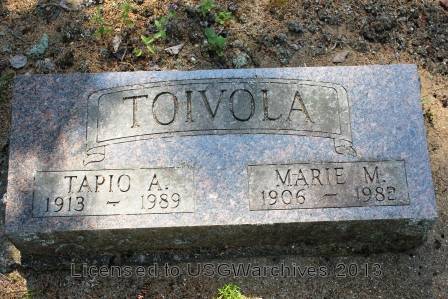 TOIVOLA
TAPIO A.
1913 - 1989
MARIE M.
1906 - 1982
Licensed to USGWarchives 2013